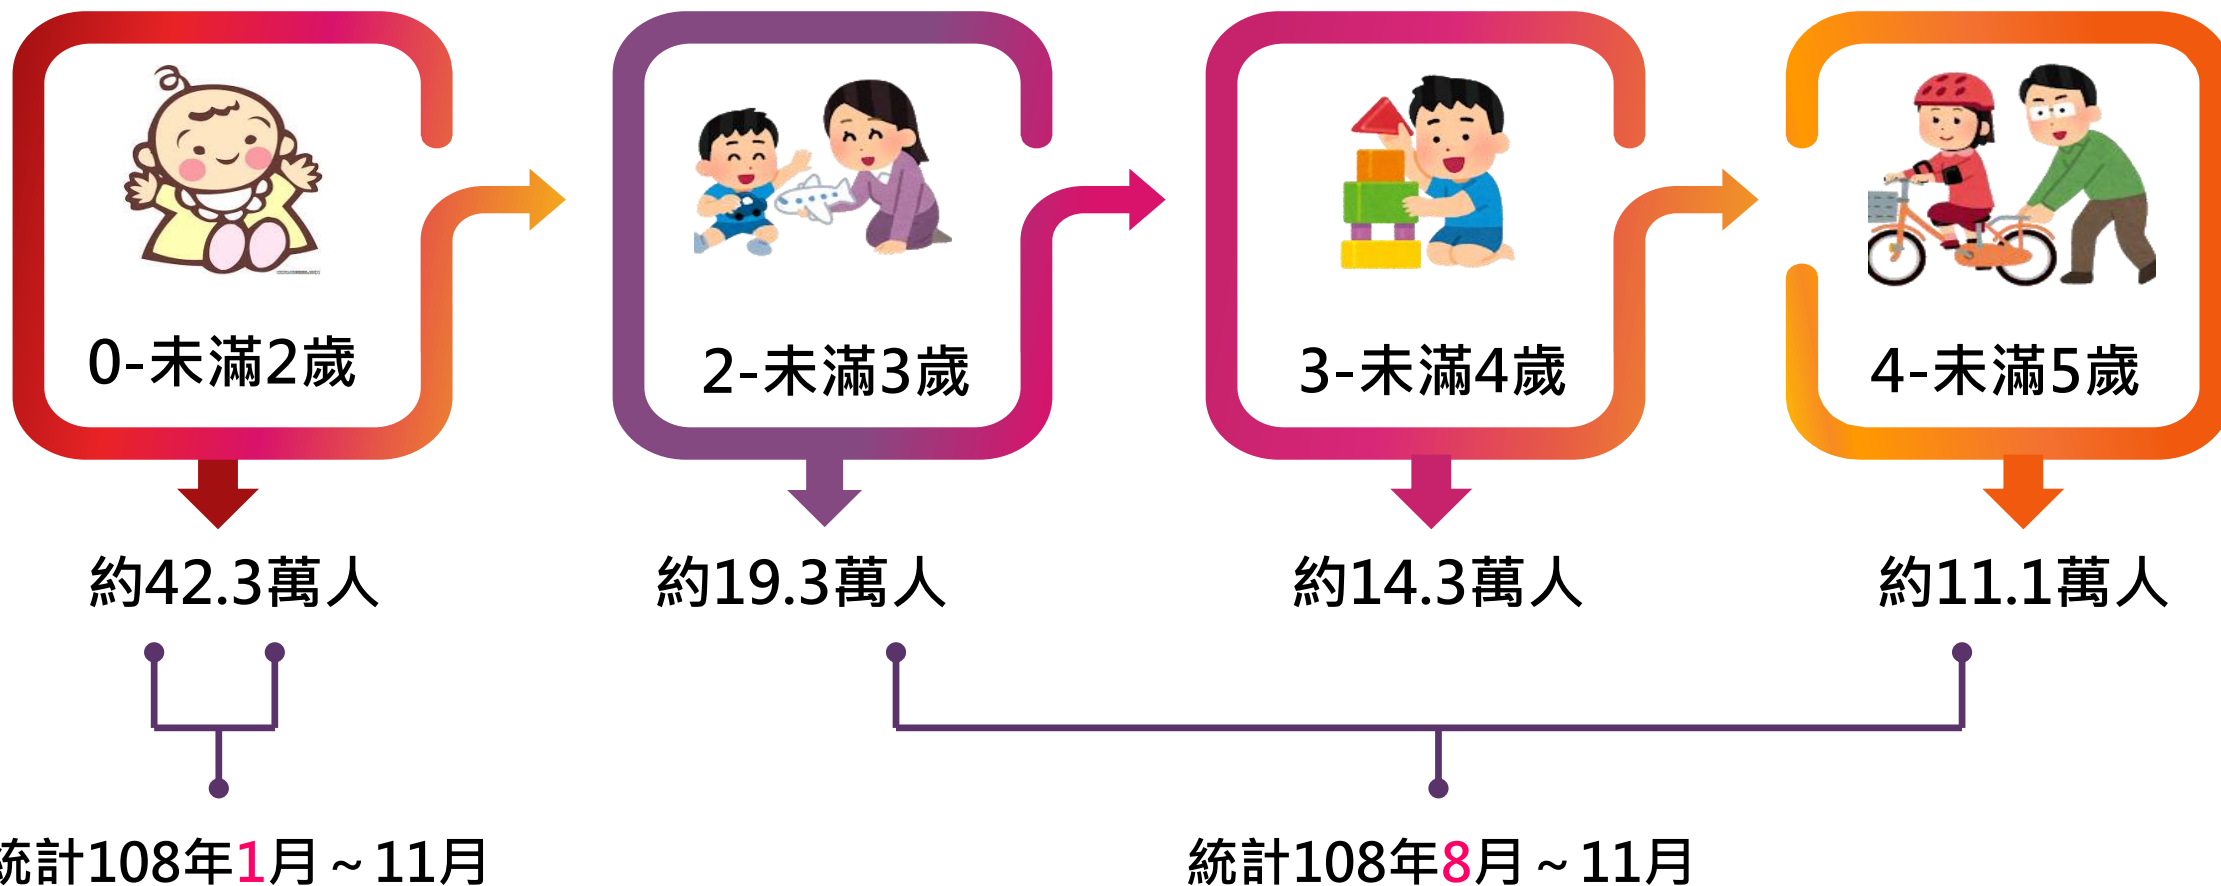 0-未滿2歲
2-未滿3歲
3-未滿4歲
4-未滿5歲
約42.3萬人
約19.3萬人
約14.3萬人
約11.1萬人
統計108年1月~11月
統計108年8月~11月